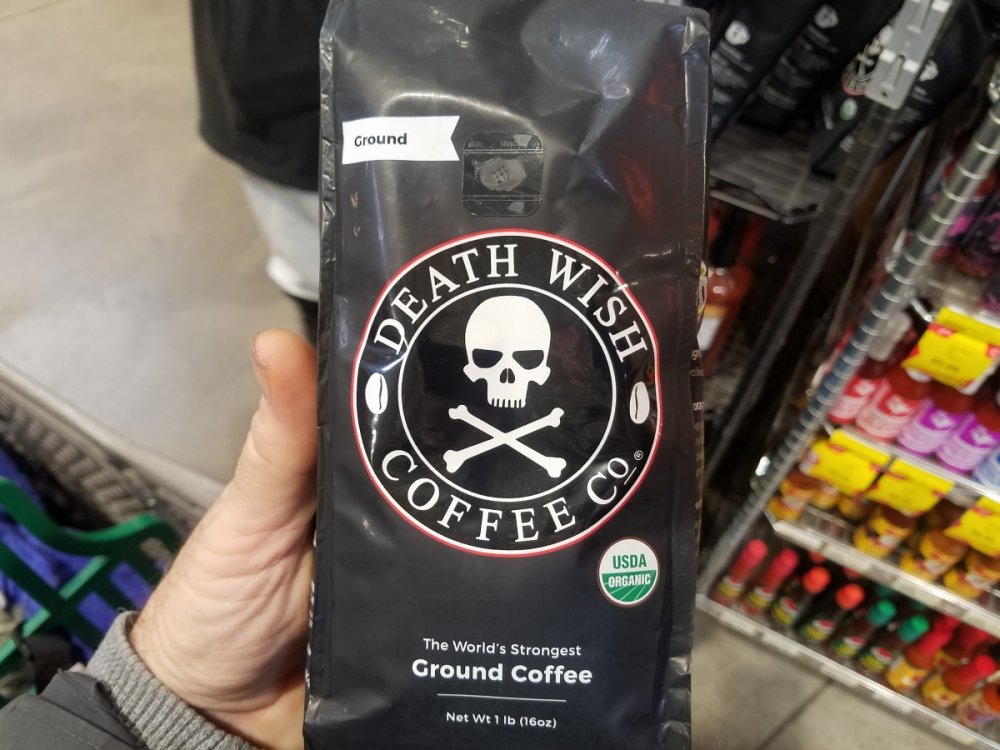 Ground
DEATH WISH
COFFEE Co.®
USDA
ORGANIC
The World's Strongest
Ground Coffee
Net Wt 1 lb (16oz)